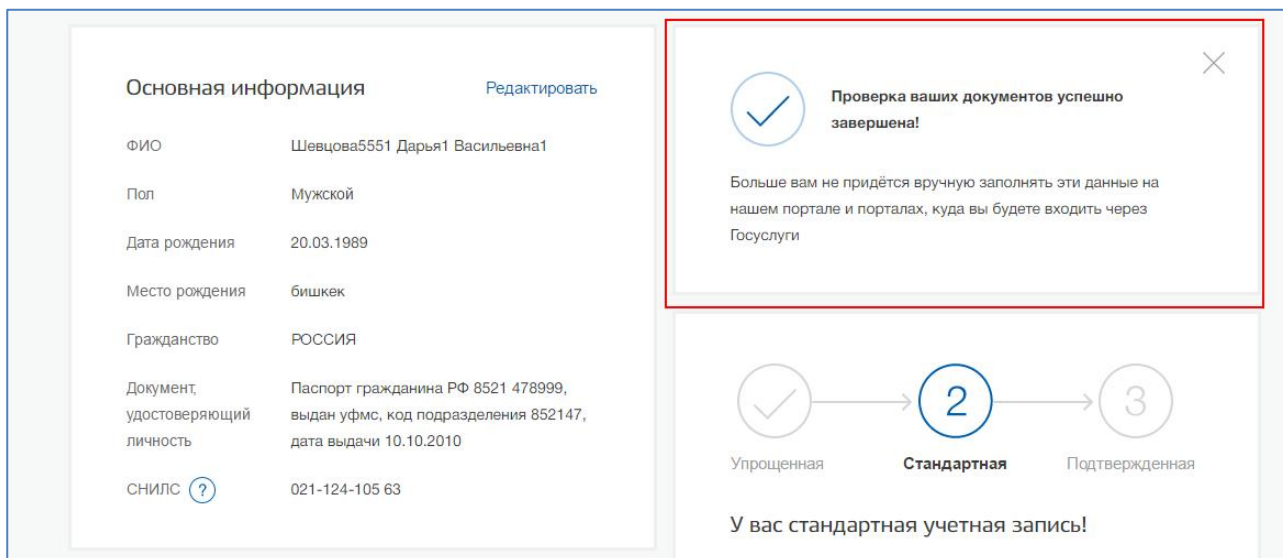 Основная информация
Редактировать
ФИО
Шевцова5551 Дарья1 Васильевна1
Пол
Мужской
Дата рождения
20.03.1989
Место рождения
бишкек
Гражданство
РОССИЯ
Документ,
удостоверяющий
личность
Паспорт гражданина РФ 8521 478999,
выдан уфмс, код подразделения 852147,
дата выдачи 10.10.2010
СНИЛС ?
021-124-105 63
Проверка ваших документов успешно
завершена!
Больше вам не придётся вручную заполнять эти данные на
нашем портале и порталах, куда вы будете входить через
Госуслуги
2
3
Упрощенная
Стандартная
Подтвержденная
У вас стандартная учетная запись!